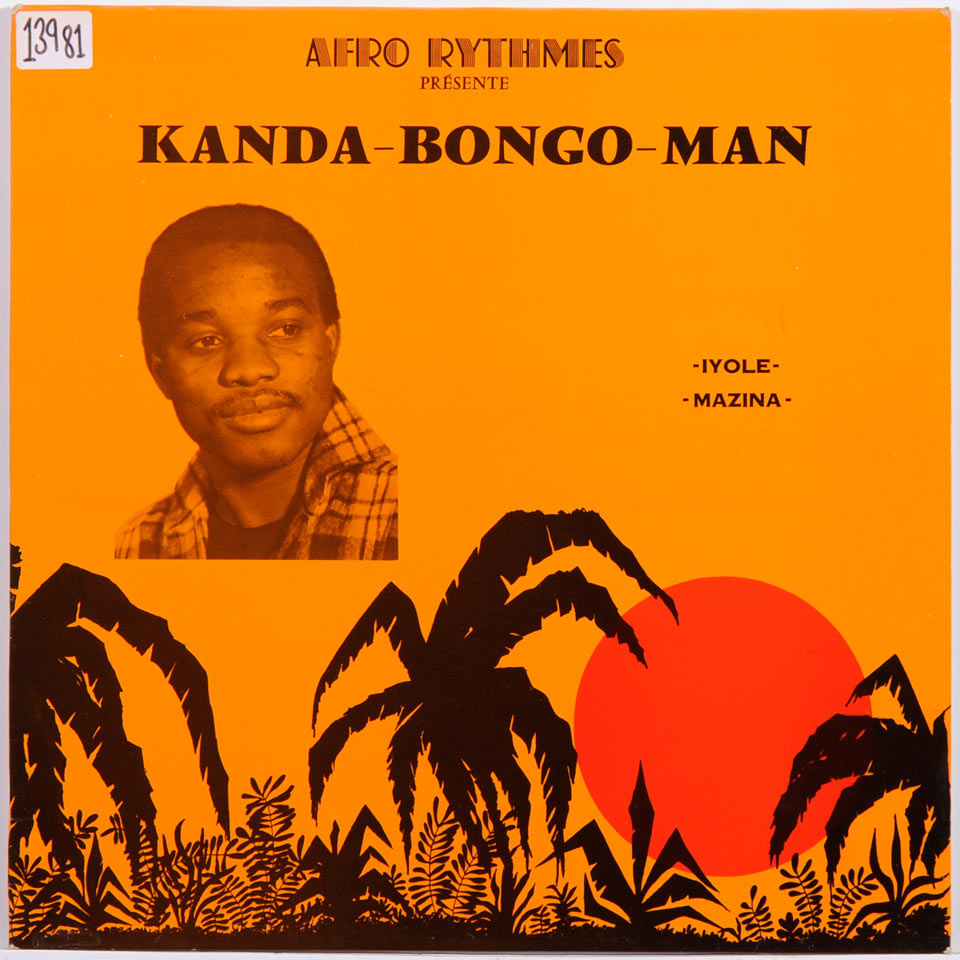 13981
AFRO RYTHMES
PRÉSENTE
KANDA-BONGO-MAN
-IYOLE-
-MAZINA-